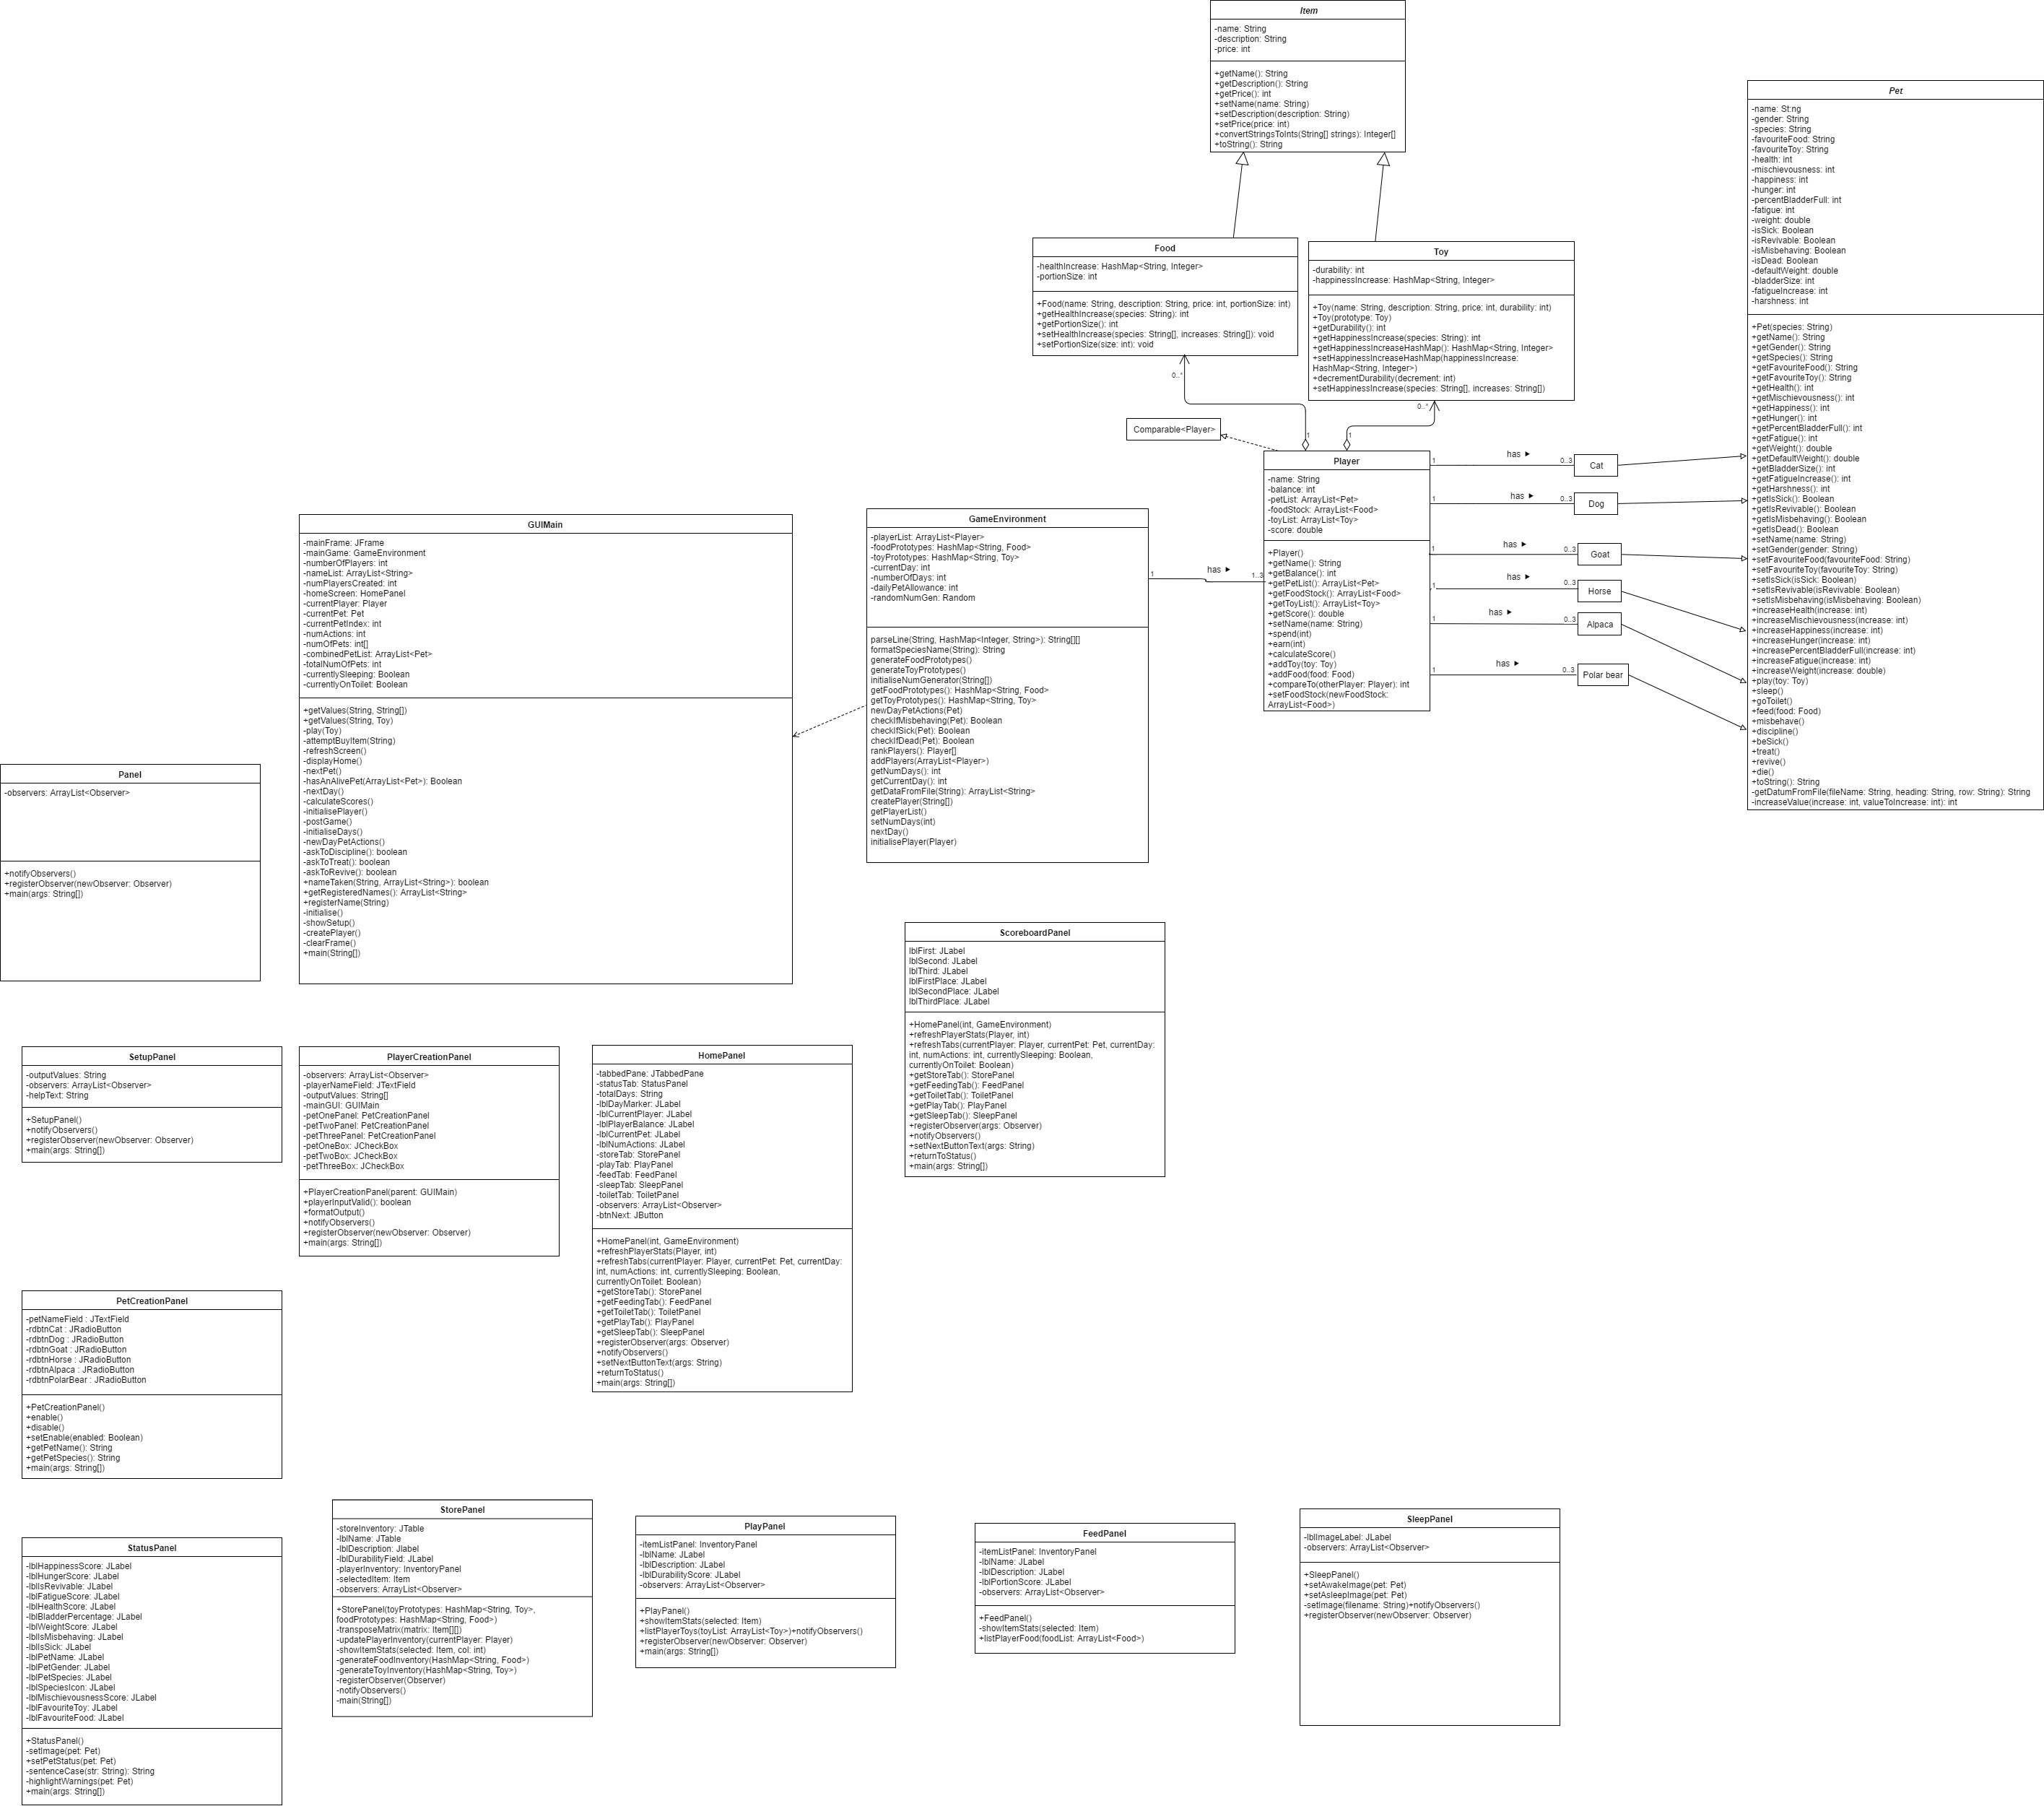 Item
-name: String
-description: String
-price: int
+getName(): String
+getDescription(): String
+getPrice(): int
+setName(name: String)
+setDescription(description: String)
+setPrice(price: int)
+convertStringsToInts(String[] strings): Integer[]
+toString(): String
Food
-healthIncrease: HashMap<String, Integer>
-portionSize: int
+Food(name: String, description: String, price: int, portionSize: int)
+getHealthIncrease(species: String): int
+getPortionSize(): int
+setHealthIncrease(species: String[], increases: String[]): void
+setPortionSize(size: int): void
Toy
-durability: int
-happinessIncrease: HashMap<String, Integer>
+Toy(name: String, description: String, price: int, durability: int)
+Toy(prototype: Toy)
+getDurability(): int
+getHappinessIncrease(species: String): int
+getHappinessIncreaseHashMap(): HashMap<String, Integer>
+setHappinessIncreaseHashMap(happinessIncrease:
HashMap<String, Integer>)
+decrementDurability(decrement: int)
+setHappinessIncrease(species: String[], increases: String[])
0..*
0..*
1
1
Comparable<Player>
Player
-name: String
-balance: int
-petList: ArrayList<Pet>
-foodStock: ArrayList<Food>
-toyList: ArrayList<Toy>
-score: double
+Player()
+getName(): String
+getBalance(): int
+getPetList(): ArrayList<Pet>
+getFoodStock(): ArrayList<Food>
+getToyList(): ArrayList<Toy>
+getScore(): double
+setName(name: String)
+spend(int)
+earn(int)
+calculateScore()
+addToy(toy: Toy)
+addFood(food: Food)
+compareTo(otherPlayer: Player): int
+setFoodStock(newFoodStock:
ArrayList<Food>)
1 has ▶ 0..3
Cat
1 has ▶ 0..3
Dog
1 has ▶ 0..3
Goat
1 has ▶ 0..3
Horse
1 has ▶ 0..3
Alpaca
1 has ▶ 0..3
Polar bear
Pet
-name: St:ng
-gender: String
-species: String
-favouriteFood: String
-favouriteToy: String
-health: int
-mischievousness: int
-happiness: int
-hunger: int
-percentBladderFull: int
-fatigue: int
-weight: double
-isSick: Boolean
-isRevivable: Boolean
-isMisbehaving: Boolean
-isDead: Boolean
-defaultWeight: double
-bladderSize: int
-fatigueIncrease: int
-harshness: int
+Pet(species: String)
+getName(): String
+getGender(): String
+getSpecies(): String
+getFavouriteFood(): String
+getFavouriteToy(): String
+getHealth(): int
+getMischievousness(): int
+getHappiness(): int
+getHunger(): int
+getPercentBladderFull(): int
+getFatigue(): int
+getWeight(): double
+getDefaultWeight(): double
+getBladderSize(): int
+getFatigueIncrease(): int
+getHarshness(): int
+getIsSick(): Boolean
+getIsRevivable(): Boolean
+getIsMisbehaving(): Boolean
+getIsDead(): Boolean
+setName(name: String)
+setGender(gender: String)
+setFavouriteFood(favouriteFood: String)
+setFavouriteToy(favouriteToy: String)
+setIsSick(isSick: Boolean)
+setIsRevivable(isRevivable: Boolean)
+setIsMisbehaving(isMisbehaving: Boolean)
+increaseHealth(increase: int)
+increaseMischievousness(increase: int)
+increaseHappiness(increase: int)
+increaseHunger(increase: int)
+increasePercentBladderFull(increase: int)
+increaseFatigue(increase: int)
+increaseWeight(increase: double)
+play(toy: Toy)
+sleep()
+goToilet()
+feed(food: Food)
+misbehave()
+discipline()
+beSick()
+treat()
+revive()
+die()
+toString(): String
-getDatumFromFile(fileName: String, heading: String, row: String): String
-increaseValue(increase: int, valueToIncrease: int): int
GameEnvironment
-playerList: ArrayList<Player>
-foodPrototypes: HashMap<String, Food>
-toyPrototypes: HashMap<String, Toy>
-currentDay: int
-numberOfDays: int
-dailyPetAllowance: int
-randomNumGen: Random
parseLine(String, HashMap<Integer, String>): String[][]
formatSpeciesName(String): String
generateFoodPrototypes()
generateToyPrototypes()
initialiseNumGenerator(String[])
getFoodPrototypes(): HashMap<String, Food>
getToyPrototypes(): HashMap<String, Toy>
newDayPetActions(Pet)
checkIfMisbehaving(Pet): Boolean
checkIfSick(Pet): Boolean
checkIfDead(Pet): Boolean
rankPlayers(): Player[]
addPlayers(ArrayList<Player>)
getNumDays(): int
getCurrentDay(): int
getDataFromFile(String): ArrayList<String>
createPlayer(String[])
getPlayerList()
setNumDays(int)
nextDay()
initialisePlayer(Player)
1 has ▶ 1..3
GUIMain
-mainFrame: JFrame
-mainGame: GameEnvironment
-numberOfPlayers: int
-nameList: ArrayList<String>
-numPlayersCreated: int
-homeScreen: HomePanel
-currentPlayer: Player
-currentPet: Pet
-currentPetIndex: int
-numActions: int
-numOfPets: int[]
-combinedPetList: ArrayList<Pet>
-totalNumOfPets: int
-currentlySleeping: Boolean
-currentlyOnToilet: Boolean
+getValues(String, String[])
+getValues(String, Toy)
-play(Toy)
-attemptBuyItem(String)
-refreshScreen()
-displayHome()
-nextPet()
-hasAnAlivePet(ArrayList<Pet>): Boolean
-nextDay()
-calculateScores()
-initialisePlayer()
-postGame()
-initialiseDays()
-newDayPetActions()
-askToDiscipline(): boolean
-askToTreat(): boolean
-askToRevive(): boolean
+nameTaken(String, ArrayList<String>): boolean
+getRegisteredNames(): ArrayList<String>
+registerName(String)
-initialise()
-showSetup()
-createPlayer()
-clearFrame()
+main(String[])
Panel
-observers: ArrayList<Observer>
+notifyObservers()
+registerObserver(newObserver: Observer)
+main(args: String[])
ScoreboardPanel
lblFirst: JLabel
lblSecond: JLabel
lblThird: JLabel
lblFirstPlace: JLabel
lblSecondPlace: JLabel
lblThirdPlace: JLabel
+HomePanel(int, GameEnvironment)
+refreshPlayerStats(Player, int)
+refreshTabs(currentPlayer: Player, currentPet: Pet, currentDay:
int, numActions: int, currentlySleeping: Boolean,
currentlyOnToilet: Boolean)
+getStoreTab(): StorePanel
+getFeedingTab(): FeedPanel
+getToiletTab(): ToiletPanel
+getPlayTab(): PlayPanel
+getSleepTab(): SleepPanel
+registerObserver(args: Observer)
+notifyObservers()
+setNextButtonText(args: String)
+returnToStatus()
+main(args: String[])
SetupPanel
-outputValues: String
-observers: ArrayList<Observer>
-helpText: String
+SetupPanel()
+notifyObservers()
+registerObserver(newObserver: Observer)
+main(args: String[])
PlayerCreationPanel
-observers: ArrayList<Observer>
-playerNameField: JTextField
-outputValues: String[]
-mainGUI: GUIMain
-petOnePanel: PetCreationPanel
-petTwoPanel: PetCreationPanel
-petThreePanel: PetCreationPanel
-petOneBox: JCheckBox
-petTwoBox: JCheckBox
-petThreeBox: JCheckBox
+PlayerCreationPanel(parent: GUIMain)
+playerInputValid(): boolean
+formatOutput()
+notifyObservers()
+registerObserver(newObserver: Observer)
+main(args: String[])
HomePanel
-tabbedPane: JTabbedPane
-statusTab: StatusPanel
-totalDays: String
-lblDayMarker: JLabel
-lblCurrentPlayer: JLabel
-lblPlayerBalance: JLabel
-lblCurrentPet: JLabel
-lblNumActions: JLabel
-storeTab: StorePanel
-playTab: PlayPanel
-feedTab: FeedPanel
-sleepTab: SleepPanel
-toiletTab: ToiletPanel
-observers: ArrayList<Observer>
-btnNext: JButton
+HomePanel(int, GameEnvironment)
+refreshPlayerStats(Player, int)
+refreshTabs(currentPlayer: Player, currentPet: Pet, currentDay:
int, numActions: int, currentlySleeping: Boolean,
currentlyOnToilet: Boolean)
+getStoreTab(): StorePanel
+getFeedingTab(): FeedPanel
+getToiletTab(): ToiletPanel
+getPlayTab(): PlayPanel
+getSleepTab(): SleepPanel
+registerObserver(args: Observer)
+notifyObservers()
+setNextButtonText(args: String)
+returnToStatus()
+main(args: String[])
PetCreationPanel
-petNameField : JTextField
-rdbtnCat : JRadioButton
-rdbtnDog : JRadioButton
-rdbtnGoat : JRadioButton
-rdbtnHorse : JRadioButton
-rdbtnAlpaca : JRadioButton
-rdbtnPolarBear : JRadioButton
+PetCreationPanel()
+enable()
+disable()
+setEnable(enabled: Boolean)
+getPetName(): String
+getPetSpecies(): String
+main(args: String[])
StatusPanel
-lblHappinessScore: JLabel
-lblHungerScore: JLabel
-lblIsRevivable: JLabel
-lblFatigueScore: JLabel
-lblHealthScore: JLabel
-lblBladderPercentage: JLabel
-lblWeightScore: JLabel
-lblIsMisbehaving: JLabel
-lblIsSick: JLabel
-lblPetName: JLabel
-lblPetGender: JLabel
-lblPetSpecies: JLabel
-lblSpeciesIcon: JLabel
-lblMischievousnessScore: JLabel
-lblFavouriteToy: JLabel
-lblFavouriteFood: JLabel
+StatusPanel()
-setImage(pet: Pet)
+setPetStatus(pet: Pet)
-sentenceCase(str: String): String
-highlightWarnings(pet: Pet)
+main(args: String[])
StorePanel
-storeInventory: JTable
-lblName: JTable
-lblDescription: Jlabel
-lblDurabilityField: JLabel
-playerInventory: InventoryPanel
-selectedItem: Item
-observers: ArrayList<Observer>
+StorePanel(toyPrototypes: HashMap<String, Toy>,
foodPrototypes: HashMap<String, Food>)
-transposeMatrix(matrix: Item[][])
-updatePlayerInventory(currentPlayer: Player)
-showItemStats(selected: Item, col: int)
-generateFoodInventory(HashMap<String, Food>)
-generateToyInventory(HashMap<String, Toy>)
-registerObserver(Observer)
-notifyObservers()
-main(String[])
PlayPanel
-itemListPanel: InventoryPanel
-lblName: JLabel
-lblDescription: JLabel
-lblDurabilityScore: JLabel
-observers: ArrayList<Observer>
+PlayPanel()
+showItemStats(selected: Item)
+listPlayerToys(toyList: ArrayList<Toy>)+notifyObservers()
+registerObserver(newObserver: Observer)
+main(args: String[])
FeedPanel
-itemListPanel: InventoryPanel
-lblName: JLabel
-lblDescription: JLabel
-lblPortionScore: JLabel
-observers: ArrayList<Observer>
+FeedPanel()
-showItemStats(selected: Item)
+listPlayerFood(foodList: ArrayList<Food>)
SleepPanel
-lblImageLabel: JLabel
-observers: ArrayList<Observer>
+SleepPanel()
+setAwakeImage(pet: Pet)
+setAsleepImage(pet: Pet)
-setImage(filename: String)+notifyObservers()
+registerObserver(newObserver: Observer)